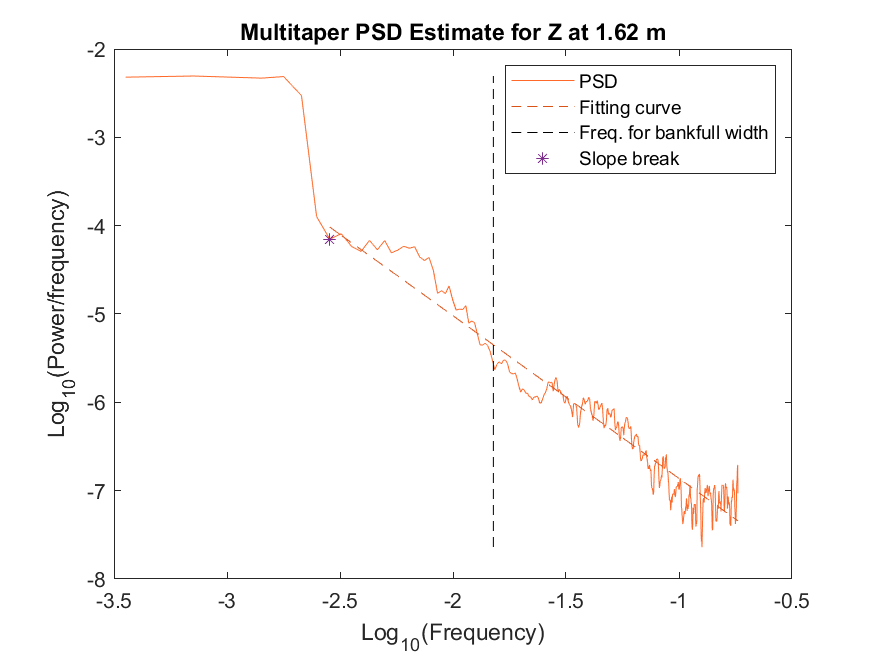 Multitaper PSD Estimate for Z at 1.62 m
-2
-3
-4
-5
-6
-7
-8
-3.5
-3
-2.5
-2
-1.5
-1
-0.5
Log10(Power/frequency)
Log10(Frequency)
PSD
Fitting curve
Freq. for bankfull width
Slope break